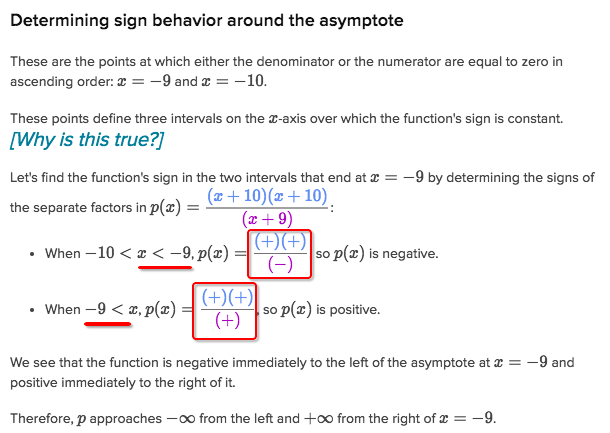 Determining sign behavior around the asymptote
These are the points at which either the denominator or the numerator are equal to zero in
ascending order: x = −9 and x = −10.
These points define three intervals on the x-axis over which the function's sign is constant.
[Why is this true?]
Let's find the function's sign in the two intervals that end at x = −9 by determining the signs of
the separate factors in p(x) = (x + 10)(x + 10) / (x + 9):
• When −10 < x < −9, p(x) = (+)(+) / (−) so p(x) is negative.
• When −9 < x, p(x) = (+)(+) / (+), so p(x) is positive.
We see that the function is negative immediately to the left of the asymptote at x = −9 and
positive immediately to the right of it.
Therefore, p approaches −∞ from the left and +∞ from the right of x = −9.